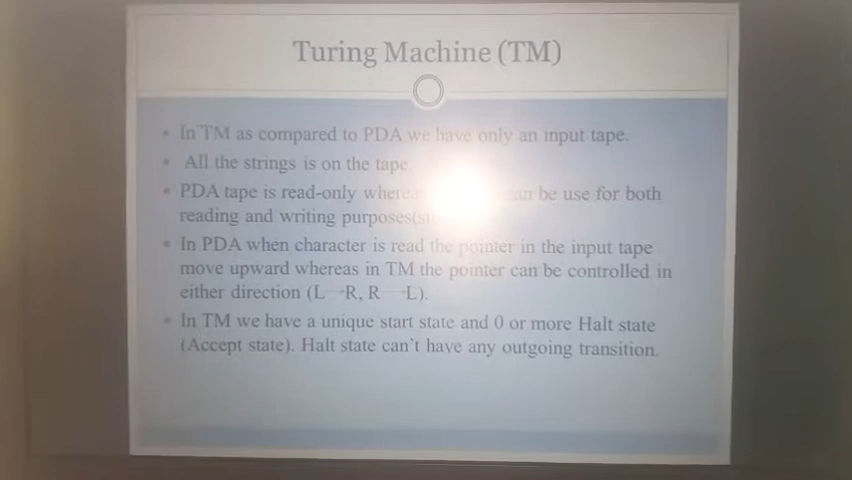 Turing Machine (TM)
• In TM as compared to PDA we have only an input tape.
• All the strings is on the tape
• PDA tape is read-only can be use for both
reading and writing
• In PDA when character is read the pointer in the input tape
move upward whereas in TM the pointer can be controlled in
either direction (L→R, R→L).
• In TM we have a unique start state and 0 or more Halt state
(Accept state). Halt state can't have any outgoing transition.